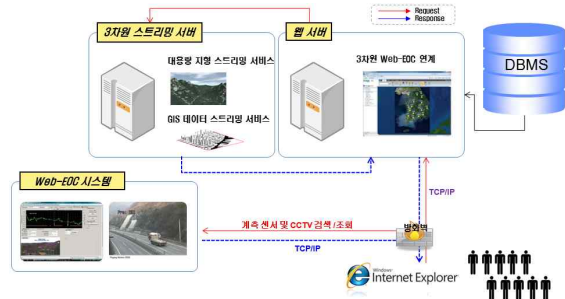 Request
Response
3차원 스트리밍 서버
웹 서버
대용량 지형 스트리밍 서비스
3차원 Web-EOC 연계
DBMS
GIS 데이터 스트리밍 서비스
Web-EOC 시스템
TCP/IP
계측 센서 및 CCTV 검색/조회
방화벽
TCP/IP
Windows
Internet Explorer